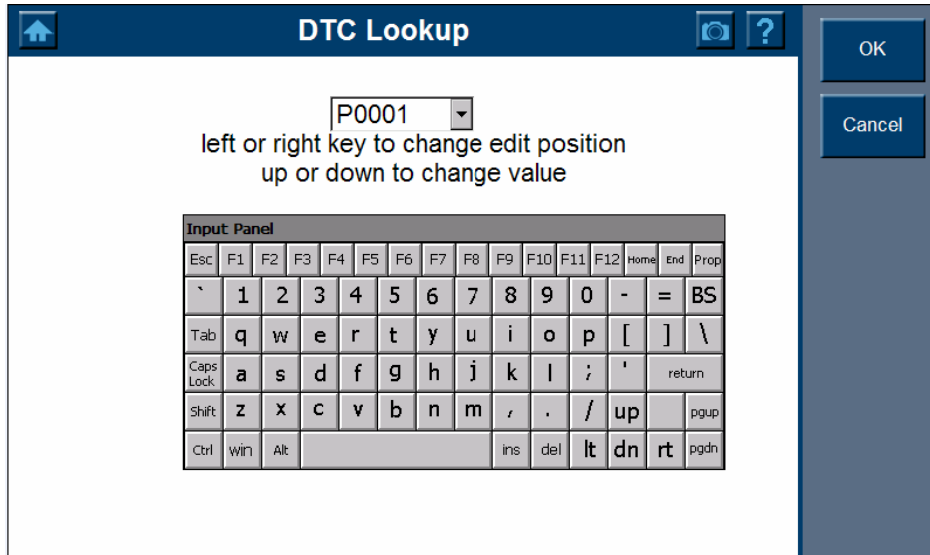 DTC Lookup
?
OK
Cancel
P0001
left or right key to change edit position
up or down to change value
Input Panel
Esc F1 F2 F3 F4 F5 F6 F7 F8 F9 F10 F11 F12 Home End Prop
` 1 2 3 4 5 6 7 8 9 0 - = BS
Tab q w e r t y u i o p [ ] \
Caps Lock a s d f g h j k l ; ' return
Shift z x c v b n m , . / up pgup
Ctrl win Alt ins del lt dn rt pgdn